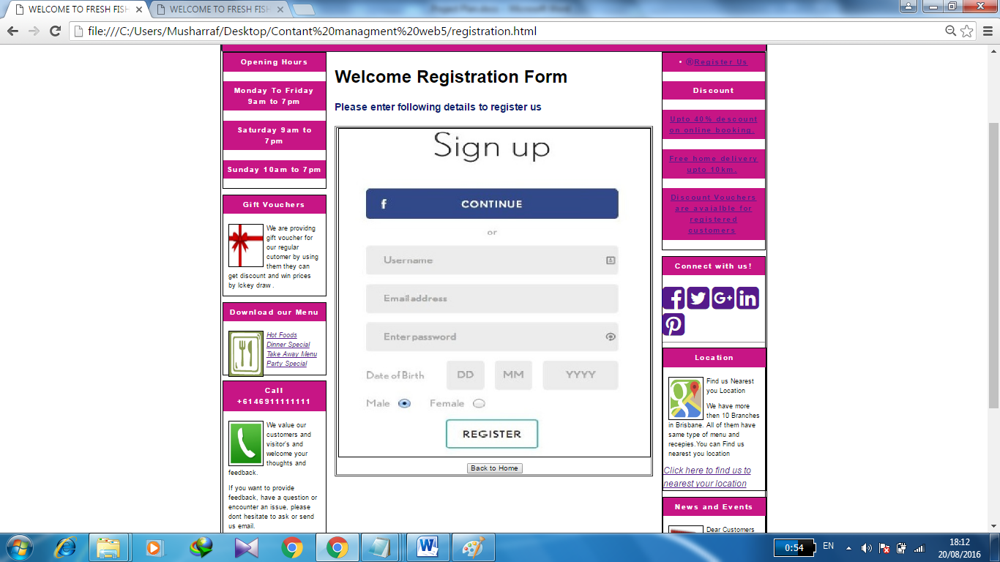 WELCOME TO FRESH FISH
WELCOME TO FRESH FISH
file:///C:/Users/Musharraf/Desktop/Contant%20managment%20web5/registration.html
Opening Hours
Monday To Friday
9am to 7pm
Saturday 9am to
7pm
Sunday 10am to 7pm
Gift Vouchers
We are providng
gift voucher for
our regular
cutomer by using
them they can
get discount and win prices
by lckey draw .
Download our Menu
Hot Foods
Dinner Special
Take Away Menu
Party Special
Call
+6146911111111
We value our
customers and
visitor's and
welcome your
thoughts and
feedback.
If you want to provide
feedback, have a question or
encounter an issue, please
dont hesitate to ask or send
us email.
Welcome Registration Form
Please enter following details to register us
Sign up
f CONTINUE
or
Username
Email address
Enter password
Date of Birth DD MM YYYY
Male Female
REGISTER
Back to Home
• ®Register Us
Discount
Upto 40% descount
on online booking.
Free home delivery
upto 10km.
Discount Vouchers
are avaialble for
registered
customers
Connect with us!
Location
Find us Nearest
you Location
We have more
then 10 Branches
in Brisbane. All of them have
same type of menu and
recepies.You can Find us
nearest you location
Click here to find us to
nearest your location
News and Events
Dear Customers
0:54
EN
18:12
20/08/2016